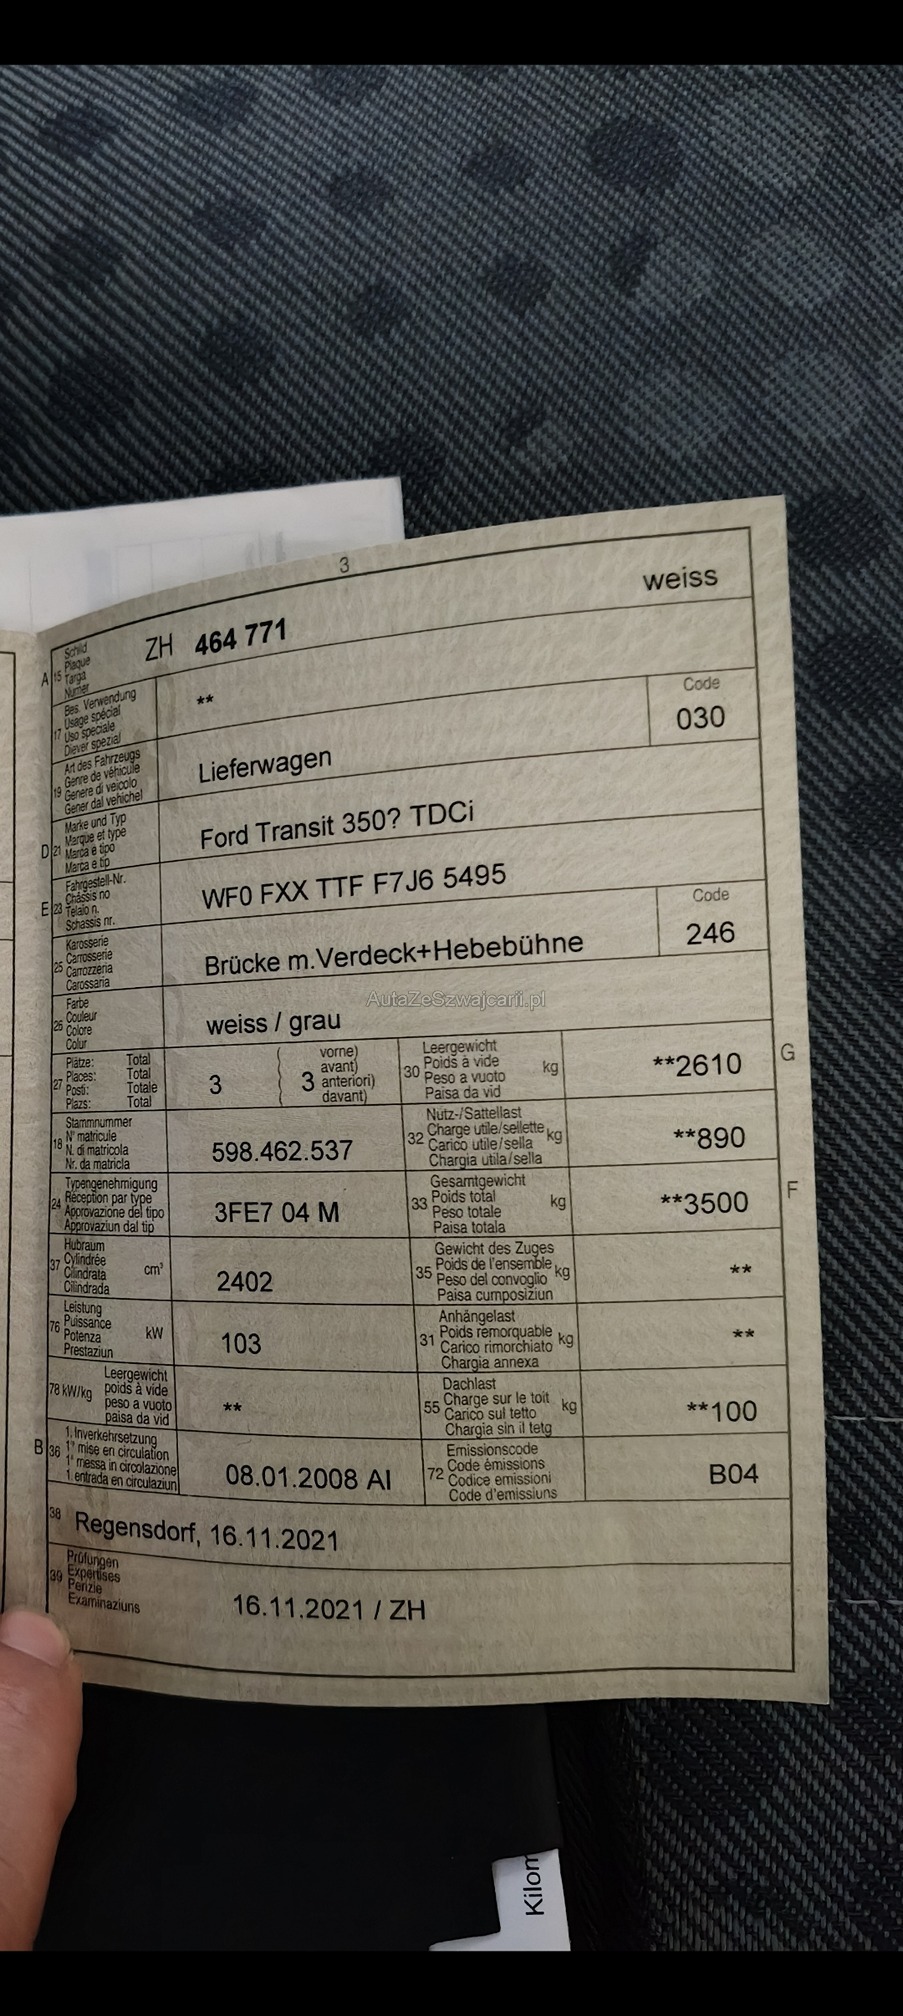 3
A 15 Schild Plaque Targa Numer
ZH 464 771
weiss
17 Bes. Verwendung Usage spécial Uso speciale Diever spezial
**
19 Art des Fahrzeugs Genre de véhicule Genere di veicolo Gener dal vehichel
Lieferwagen
Code
030
D 21 Marke und Typ Marque et type Marca e tipo Marca e tip
Ford Transit 350? TDCi
E 23 Fahrgestell-Nr. Châssis no Telaio n. Schassis nr.
WF0 FXX TTF F7J6 5495
25 Karosserie Carrosserie Carrozzeria Carossaria
Brücke m.Verdeck+Hebebühne
Code
246
AutaZeSzwajcarii.pl
26 Farbe Couleur Colore Colur
weiss / grau
27 Plätze: Total Places: Total Posti: Totale Plazs: Total
3
( 3 vorne) avant) anteriori) davant)
30 Leergewicht Poids à vide Peso a vuoto Paisa da vid kg
**2610
G
18 Stammnummer N° matricule N. di matricola Nr. da matricla
598.462.537
32 Nutz-/Sattellast Charge utile/sellette Carico utile/sella Chargia utila/sella kg
**890
24 Typengenehmigung Réception par type Approvazione del tipo Approvaziun dal tip
3FE7 04 M
33 Gesamtgewicht Poids total Peso totale Paisa totala kg
**3500
F
37 Hubraum Cylindrée Cilindrata Cilindrada cm³
2402
35 Gewicht des Zuges Poids de l'ensemble Peso del convoglio Paisa cumposiziun kg
**
76 Leistung Puissance Potenza Prestaziun kW
103
31 Anhängelast Poids remorquable Carico rimorchiato Chargia annexa kg
**
78 kW/kg Leergewicht poids à vide peso a vuoto paisa da vid
**
55 Dachlast Charge sur le toit Carico sul tetto Chargia sin il tetg kg
**100
B 36 1. Inverkehrsetzung 1° mise en circulation 1° messa in circolazione 1. entrada en circulaziun
08.01.2008 AI
72 Emissionscode Code émissions Codice emissioni Code d'emissiuns
B04
38 Regensdorf, 16.11.2021
39 Prüfungen Expertises Perizie Examinaziuns
16.11.2021 / ZH
Kilom